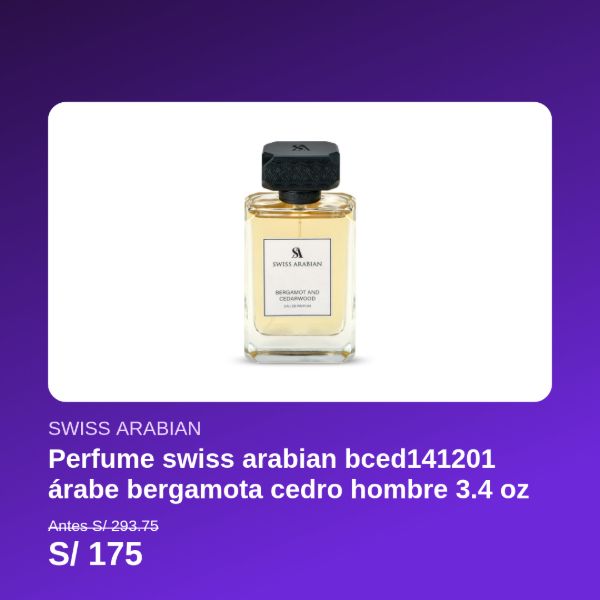 SA
SWISS ARABIAN
BERGAMOT AND
CEDARWOOD
EAU DE PARFUM
SWISS ARABIAN
Perfume swiss arabian bced141201
árabe bergamota cedro hombre 3.4 oz
Antes S/ 293.75
S/ 175